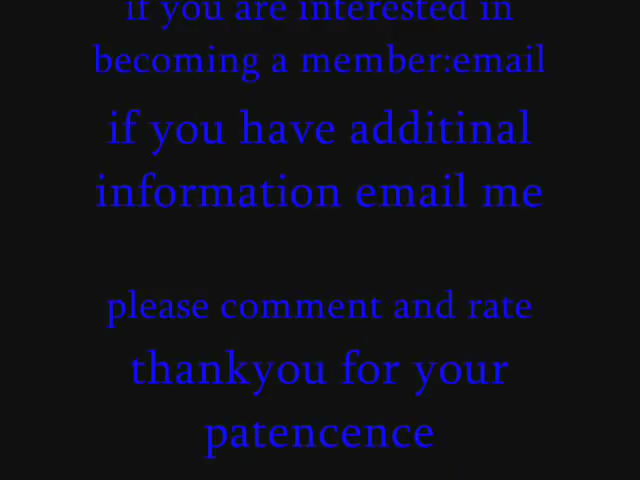 if you are interested in
becoming a member:email
if you have additinal
information email me
please comment and rate
thankyou for your
patencence